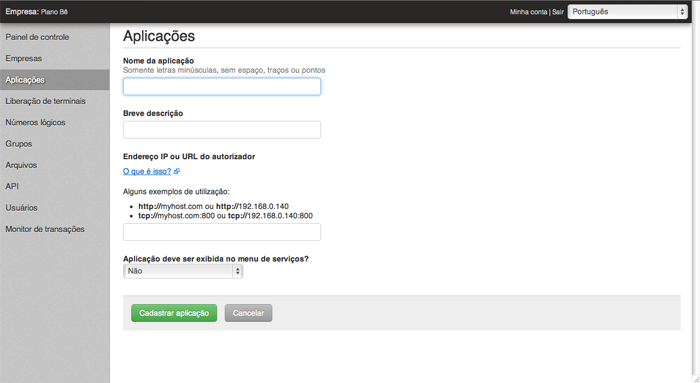 Empresa: Plano Bê
Minha conta | Sair Português
Painel de controle
Empresas
Aplicações
Liberação de terminais
Números lógicos
Grupos
Arquivos
API
Usuários
Monitor de transações
Aplicações
Nome da aplicação
Somente letras minúsculas, sem espaço, traços ou pontos
Breve descrição
Endereço IP ou URL do autorizador
O que é isso?
Alguns exemplos de utilização:
http://myhost.com ou http://192.168.0.140
tcp://myhost.com:800 ou tcp://192.168.0.140:800
Aplicação deve ser exibida no menu de serviços?
Não
Cadastrar aplicação Cancelar